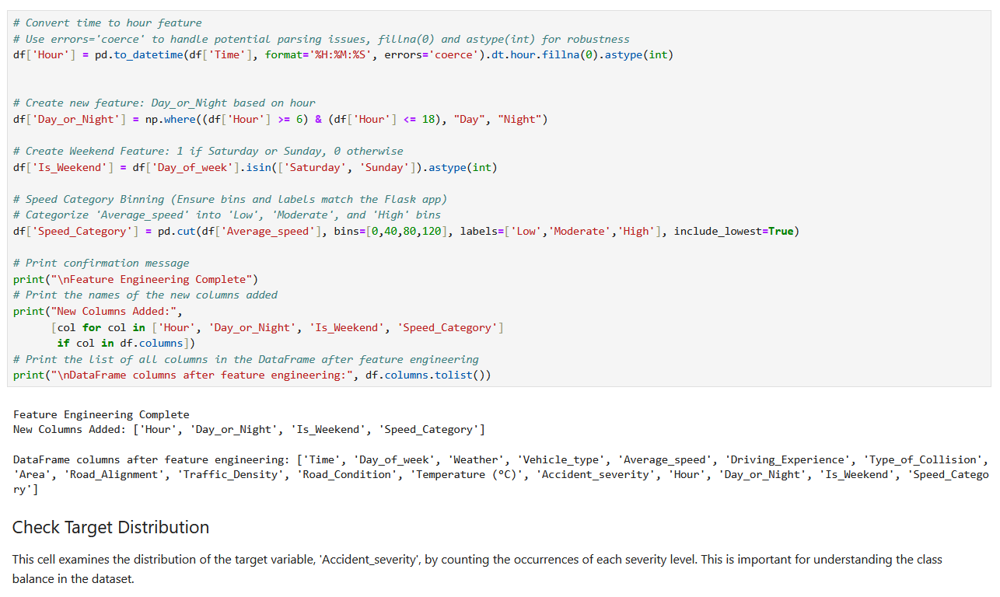 # Convert time to hour feature
# Use errors='coerce' to handle potential parsing issues, fillna(0) and astype(int) for robustness
df['Hour'] = pd.to_datetime(df['Time'], format='%H:%M:%S', errors='coerce').dt.hour.fillna(0).astype(int)
# Create new feature: Day_or_Night based on hour
df['Day_or_Night'] = np.where((df['Hour'] >= 6) & (df['Hour'] <= 18), "Day", "Night")
# Create Weekend Feature: 1 if Saturday or Sunday, 0 otherwise
df['Is_Weekend'] = df['Day_of_week'].isin(['Saturday', 'Sunday']).astype(int)
# Speed Category Binning (Ensure bins and labels match the Flask app)
# Categorize 'Average_speed' into 'Low', 'Moderate', and 'High' bins
df['Speed_Category'] = pd.cut(df['Average_speed'], bins=[0,40,80,120], labels=['Low','Moderate','High'], include_lowest=True)
# Print confirmation message
print("\nFeature Engineering Complete")
# Print the names of the new columns added
print("New Columns Added:",
      [col for col in ['Hour', 'Day_or_Night', 'Is_Weekend', 'Speed_Category']
       if col in df.columns])
# Print the list of all columns in the DataFrame after feature engineering
print("\nDataFrame columns after feature engineering:", df.columns.tolist())
Feature Engineering Complete
New Columns Added: ['Hour', 'Day_or_Night', 'Is_Weekend', 'Speed_Category']
DataFrame columns after feature engineering: ['Time', 'Day_of_week', 'Weather', 'Vehicle_type', 'Average_speed', 'Driving_Experience', 'Type_of_Collision',
'Area', 'Road_Alignment', 'Traffic_Density', 'Road_Condition', 'Temperature (°C)', 'Accident_severity', 'Hour', 'Day_or_Night', 'Is_Weekend', 'Speed_Catego
ry']
Check Target Distribution
This cell examines the distribution of the target variable, 'Accident_severity', by counting the occurrences of each severity level. This is important for understanding the class
balance in the dataset.